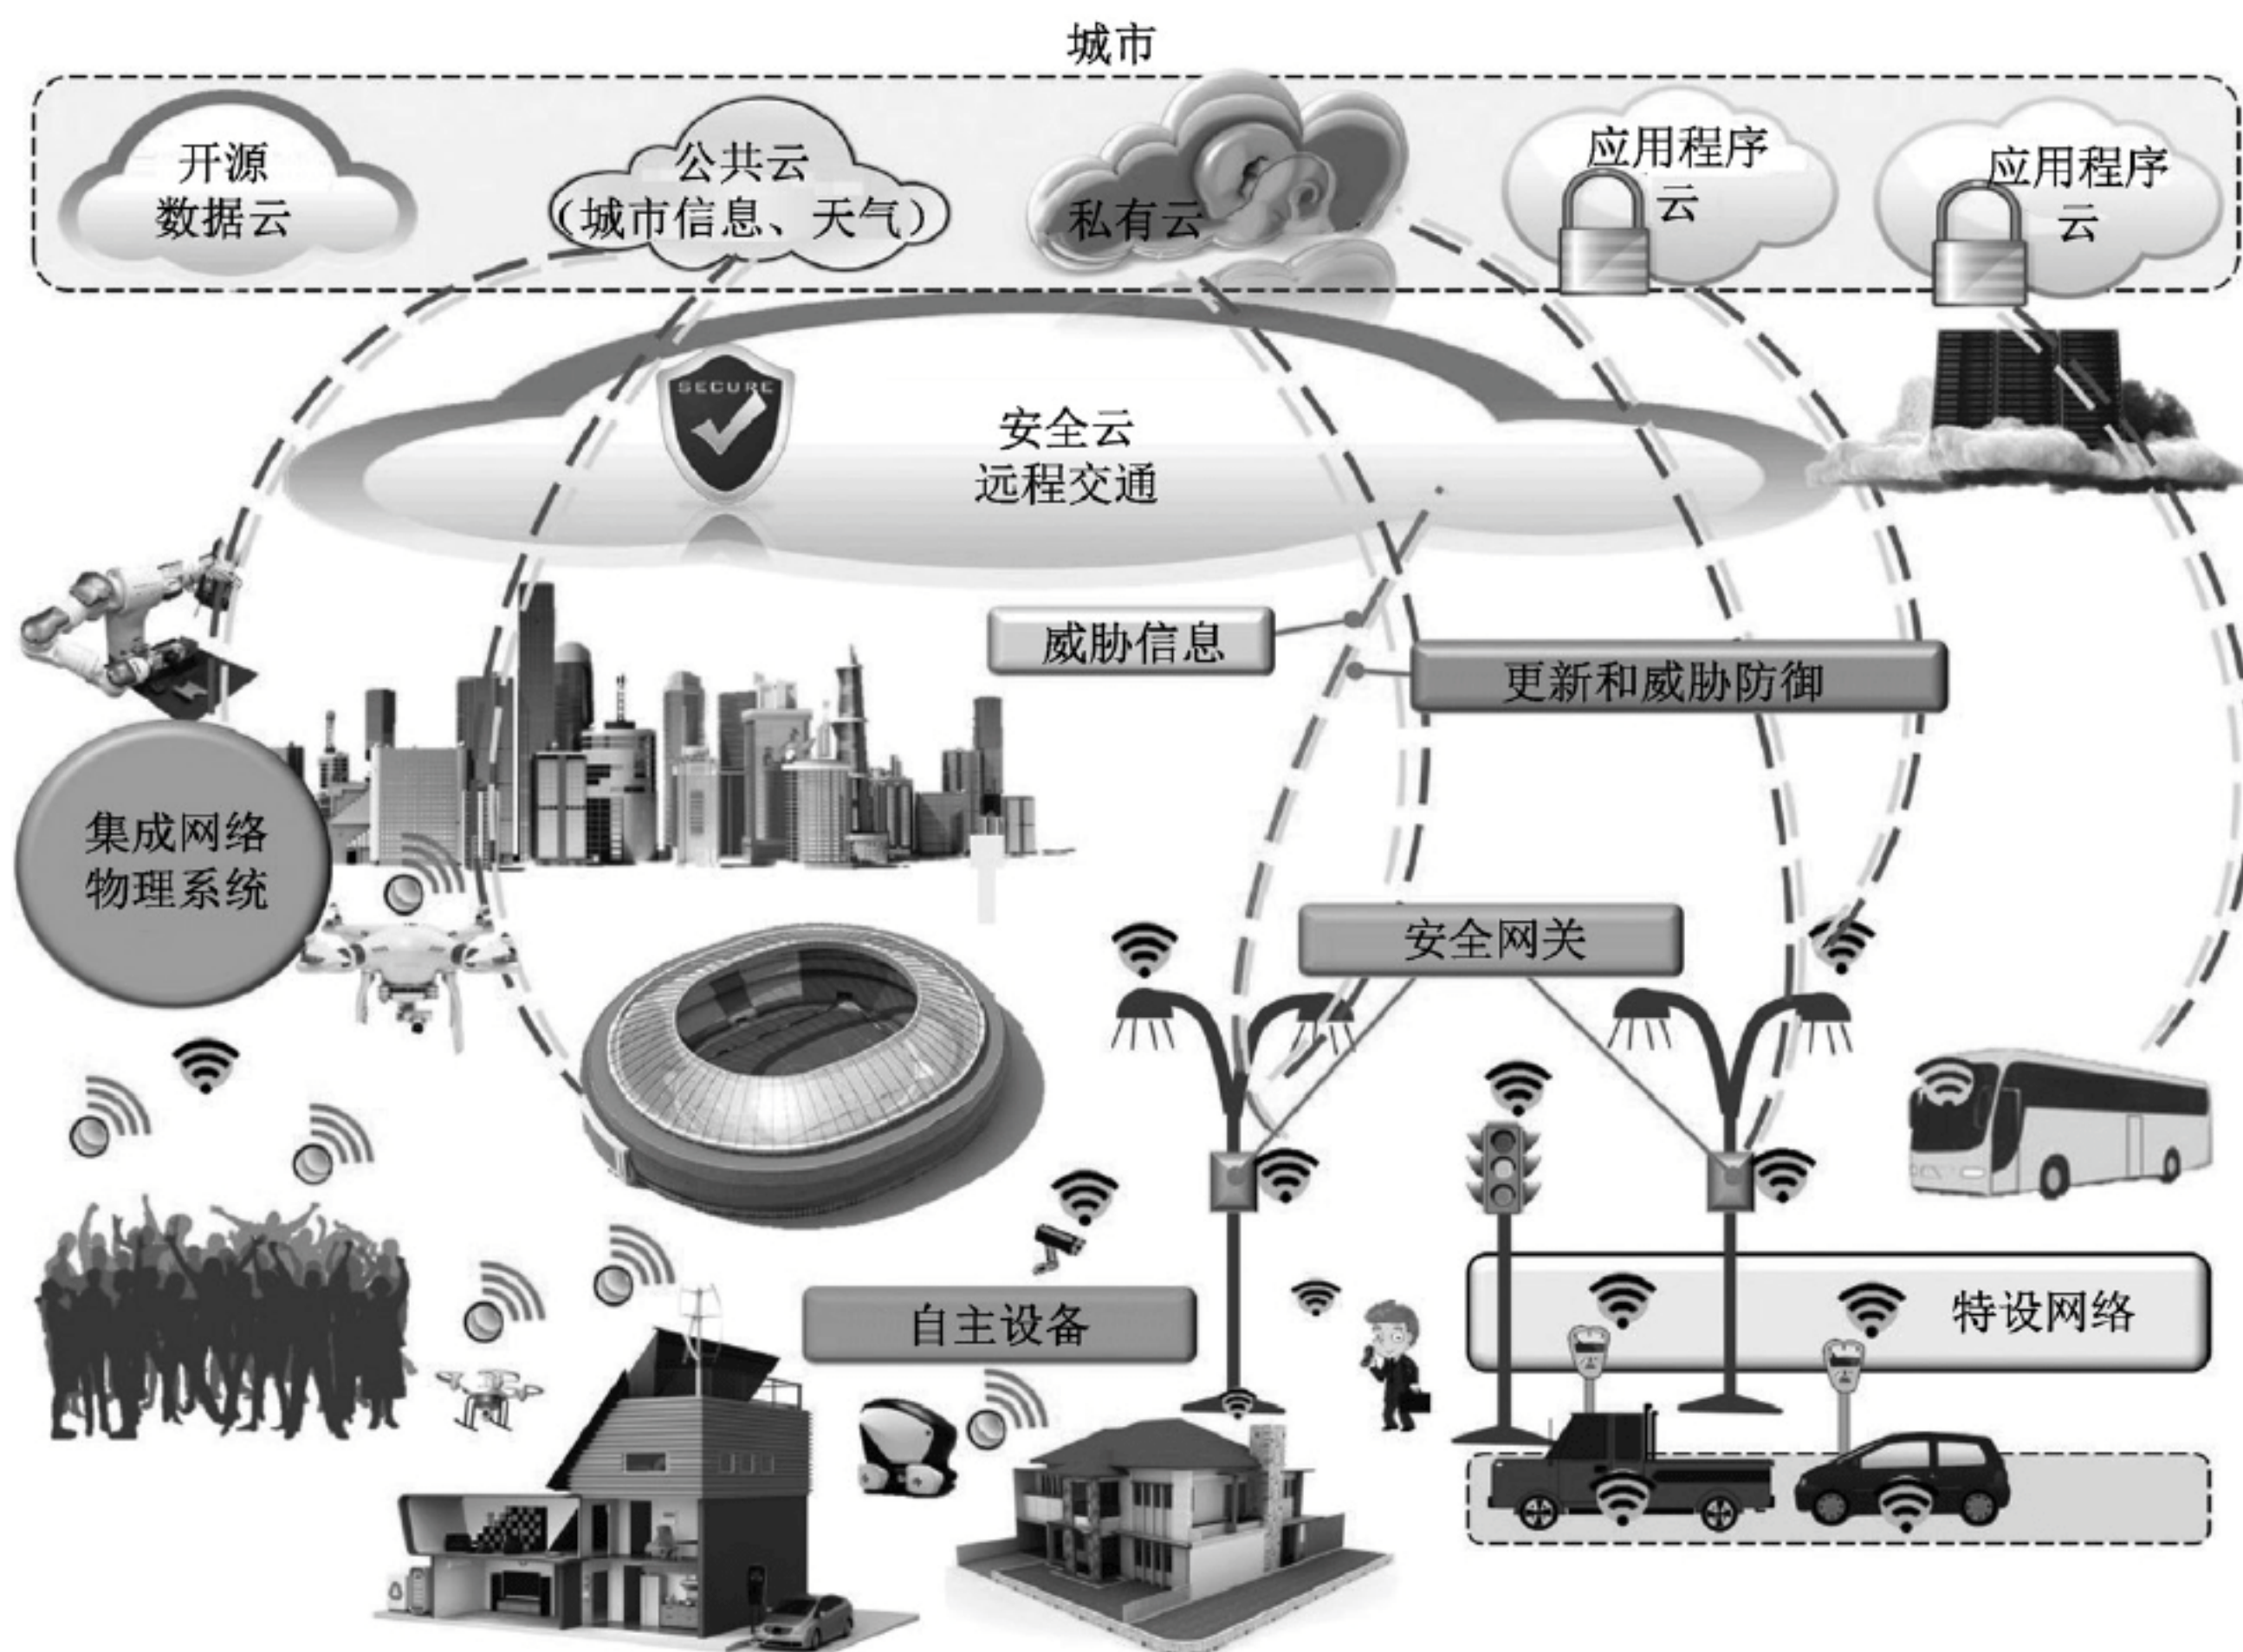 城市
开源
数据云
公共云
（城市信息、天气）
私有云
应用程序
云
应用程序
云
SECURE
安全云
远程交通
威胁信息
更新和威胁防御
集成网络
物理系统
安全网关
自主设备
特设网络